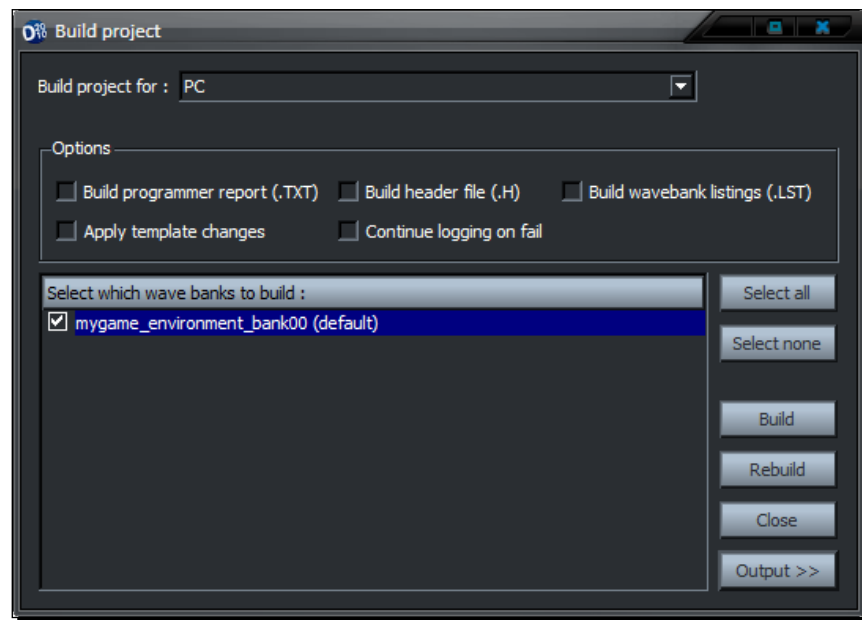 Build project
Build project for : PC
Options
Build programmer report (.TXT) Build header file (.H) Build wavebank listings (.LST)
Apply template changes Continue logging on fail
Select which wave banks to build :
mygame_environment_bank00 (default)
Select all
Select none
Build
Rebuild
Close
Output >>